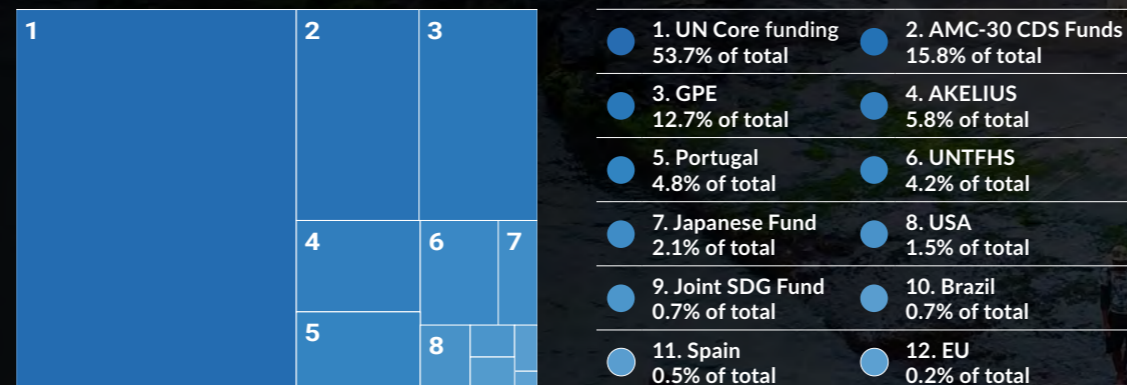 1
2
3
4
5
6
7
8
1. UN Core funding
53.7% of total
2. AMC-30 CDS Funds
15.8% of total
3. GPE
12.7% of total
4. AKELIUS
5.8% of total
5. Portugal
4.8% of total
6. UNTFHS
4.2% of total
7. Japanese Fund
2.1% of total
8. USA
1.5% of total
9. Joint SDG Fund
0.7% of total
10. Brazil
0.7% of total
11. Spain
0.5% of total
12. EU
0.2% of total